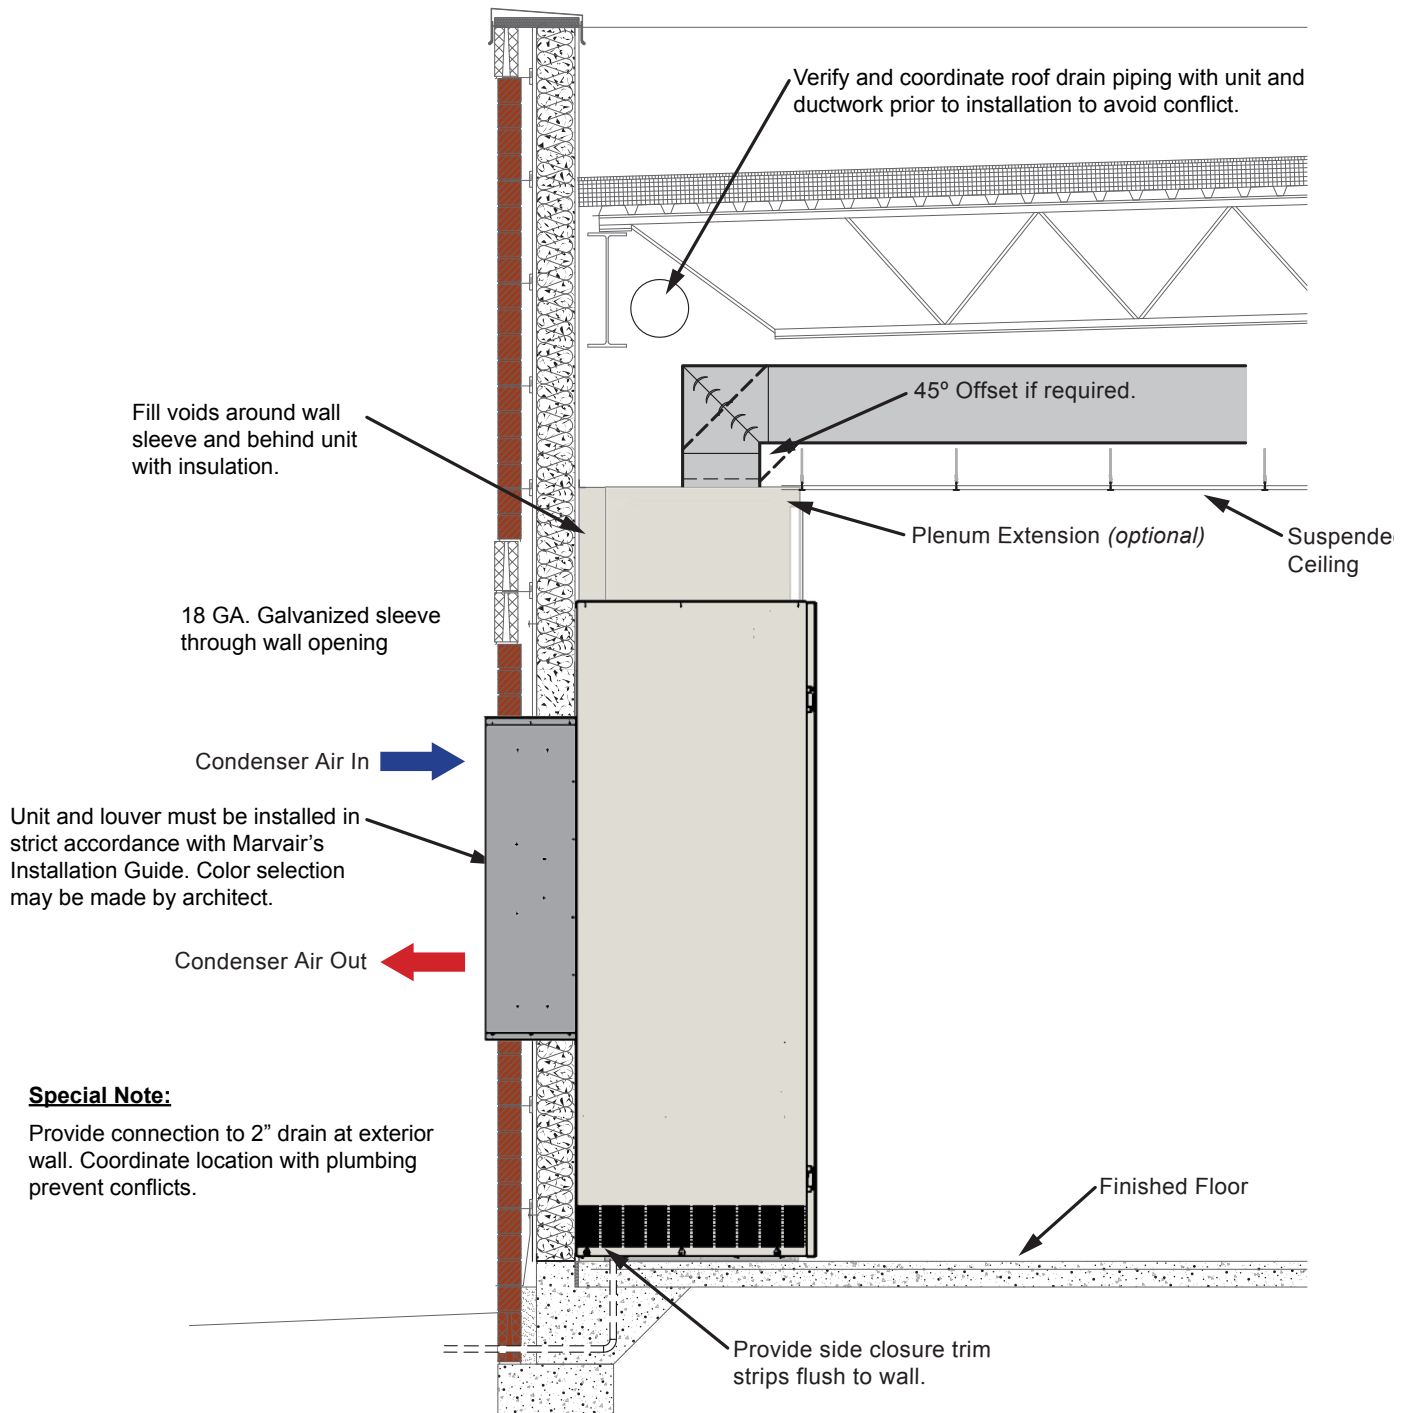 Verify and coordinate roof drain piping with unit and
ductwork prior to installation to avoid conflict.
45º Offset if required.
Fill voids around wall
sleeve and behind unit
with insulation.
Plenum Extension (optional)
Suspende
Ceiling
18 GA. Galvanized sleeve
through wall opening
Condenser Air In
Unit and louver must be installed in
strict accordance with Marvair’s
Installation Guide. Color selection
may be made by architect.
Condenser Air Out
Special Note:
Provide connection to 2” drain at exterior
wall. Coordinate location with plumbing
prevent conflicts.
Finished Floor
Provide side closure trim
strips flush to wall.